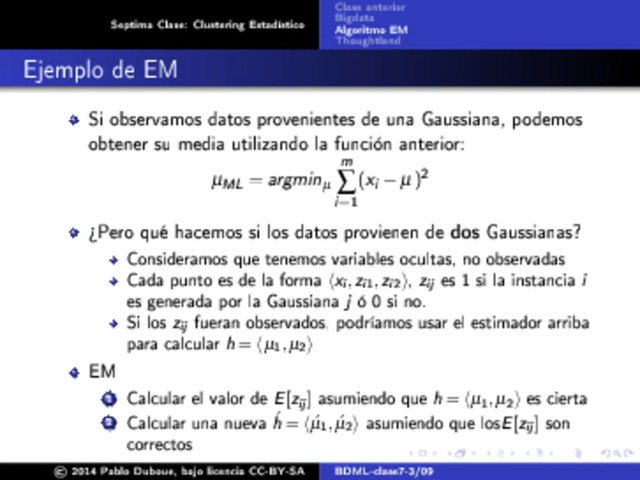 Septima Clase: Clustering Estadístico
Clase anterior
Bigdata
Algoritmo EM
Thoughtland
Ejemplo de EM
Si observamos datos provenientes de una Gaussiana, podemos
obtener su media utilizando la función anterior:
μ_ML = argmin_μ ∑_{i−1}^{m} (x_i − μ)²
¿Pero qué hacemos si los datos provienen de dos Gaussianas?
Consideramos que tenemos variables ocultas, no observadas
Cada punto es de la forma ⟨x_i, z_i1, z_i2⟩, z_ij es 1 si la instancia i
es generada por la Gaussiana j ó 0 si no.
Si los z_ij fueran observados, podríamos usar el estimador arriba
para calcular h = ⟨μ_1, μ_2⟩
EM
1 Calcular el valor de E[z_ij] asumiendo que h = ⟨μ_1, μ_2⟩ es cierta
2 Calcular una nueva h́ = ⟨μ́_1, μ́_2⟩ asumiendo que losE[z_ij] son
correctos
© 2014 Pablo Duboue, bajo licencia CC-BY-SA
BDML-clase7-3/09